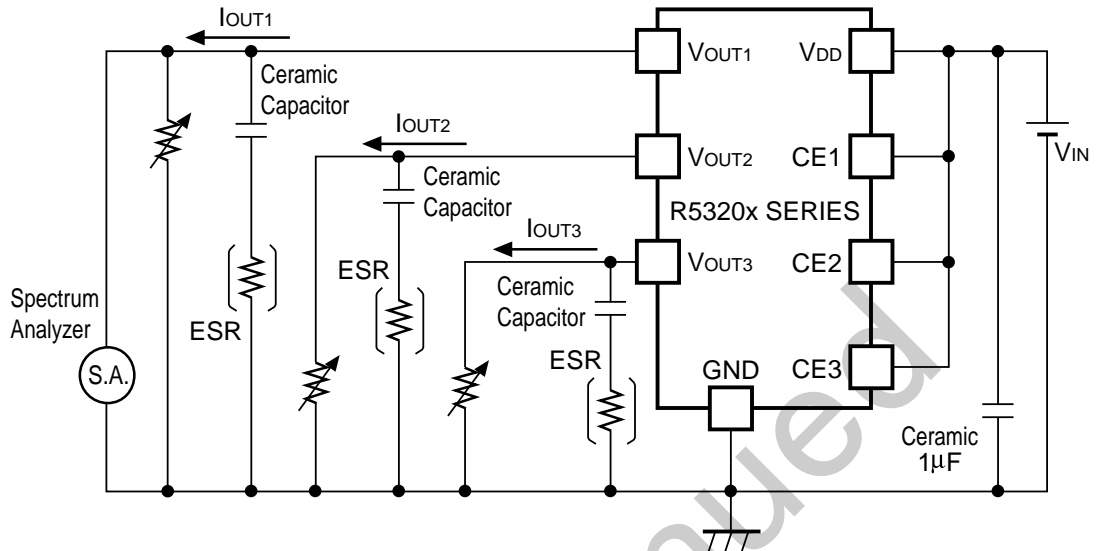 IOUT1
Ceramic
Capacitor
VOUT1
VDD
IOUT2
Ceramic
Capacitor
VOUT2
CE1
VIN
R5320x SERIES
IOUT3
Ceramic
Capacitor
VOUT3
CE2
ESR
ESR
ESR
Spectrum
Analyzer
S.A.
GND
CE3
Ceramic
1μF
ued